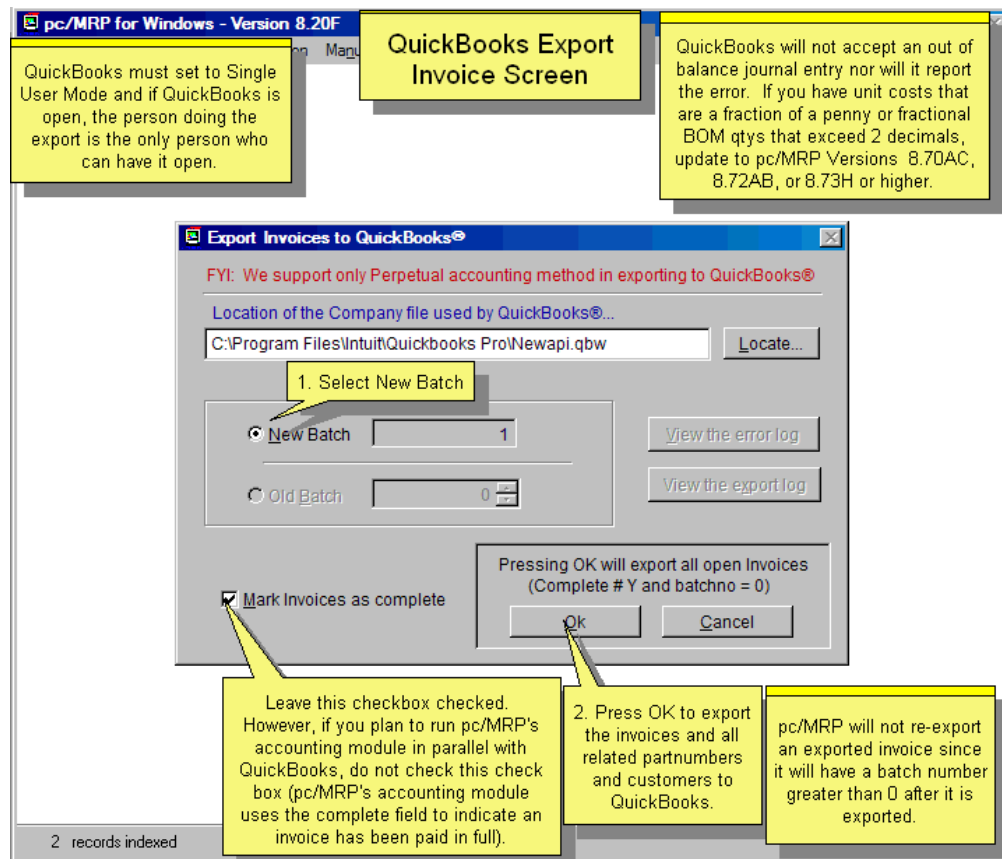 pc/MRP for Windows - Version 8.20F
Manu
QuickBooks must set to Single
User Mode and if QuickBooks is
open, the person doing the
export is the only person who
can have it open.
QuickBooks Export
Invoice Screen
QuickBooks will not accept an out of
balance journal entry nor will it report
the error. If you have unit costs that
are a fraction of a penny or fractional
BOM qtys that exceed 2 decimals,
update to pc/MRP Versions 8.70AC,
8.72AB, or 8.73H or higher.
Export Invoices to QuickBooks®
FYI: We support only Perpetual accounting method in exporting to QuickBooks®
Location of the Company file used by QuickBooks®...
C:\Program Files\Intuit\Quickbooks Pro\Newapi.qbw
Locate...
1. Select New Batch
New Batch 1
View the error log
Old Batch 0
View the export log
Pressing OK will export all open Invoices
(Complete # Y and batchno = 0)
Mark Invoices as complete
Ok
Cancel
Leave this checkbox checked.
However, if you plan to run pc/MRP's
accounting module in parallel with
QuickBooks, do not check this check
box (pc/MRP's accounting module
uses the complete field to indicate an
invoice has been paid in full).
2. Press OK to export
the invoices and all
related partnumbers
and customers to
QuickBooks.
pc/MRP will not re-export
an exported invoice since
it will have a batch number
greater than 0 after it is
exported.
2 records indexed